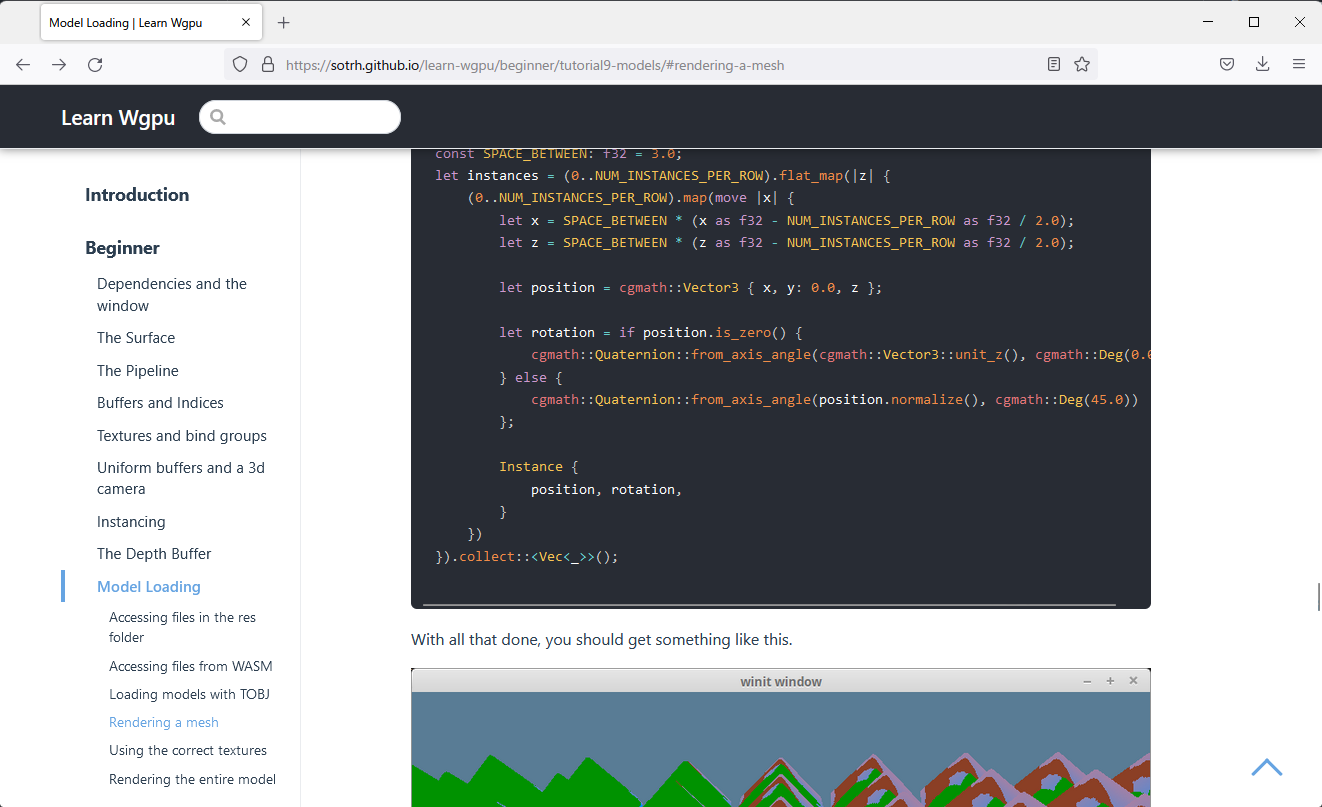 Model Loading | Learn Wgpu
https://sotrh.github.io/learn-wgpu/beginner/tutorial9-models/#rendering-a-mesh
Learn Wgpu
Introduction
Beginner
Dependencies and the
window
The Surface
The Pipeline
Buffers and Indices
Textures and bind groups
Uniform buffers and a 3d
camera
Instancing
The Depth Buffer
Model Loading
Accessing files in the res
folder
Accessing files from WASM
Loading models with TOBJ
Rendering a mesh
Using the correct textures
Rendering the entire model
const SPACE_BETWEEN: f32 = 3.0;
let instances = (0..NUM_INSTANCES_PER_ROW).flat_map(|z| {
(0..NUM_INSTANCES_PER_ROW).map(move |x| {
let x = SPACE_BETWEEN * (x as f32 - NUM_INSTANCES_PER_ROW as f32 / 2.0);
let z = SPACE_BETWEEN * (z as f32 - NUM_INSTANCES_PER_ROW as f32 / 2.0);
let position = cgmath::Vector3 { x, y: 0.0, z };
let rotation = if position.is_zero() {
cgmath::Quaternion::from_axis_angle(cgmath::Vector3::unit_z(), cgmath::Deg(0.0
} else {
cgmath::Quaternion::from_axis_angle(position.normalize(), cgmath::Deg(45.0))
};
Instance {
position, rotation,
}
})
}).collect::<Vec<_>>();
With all that done, you should get something like this.
winit window